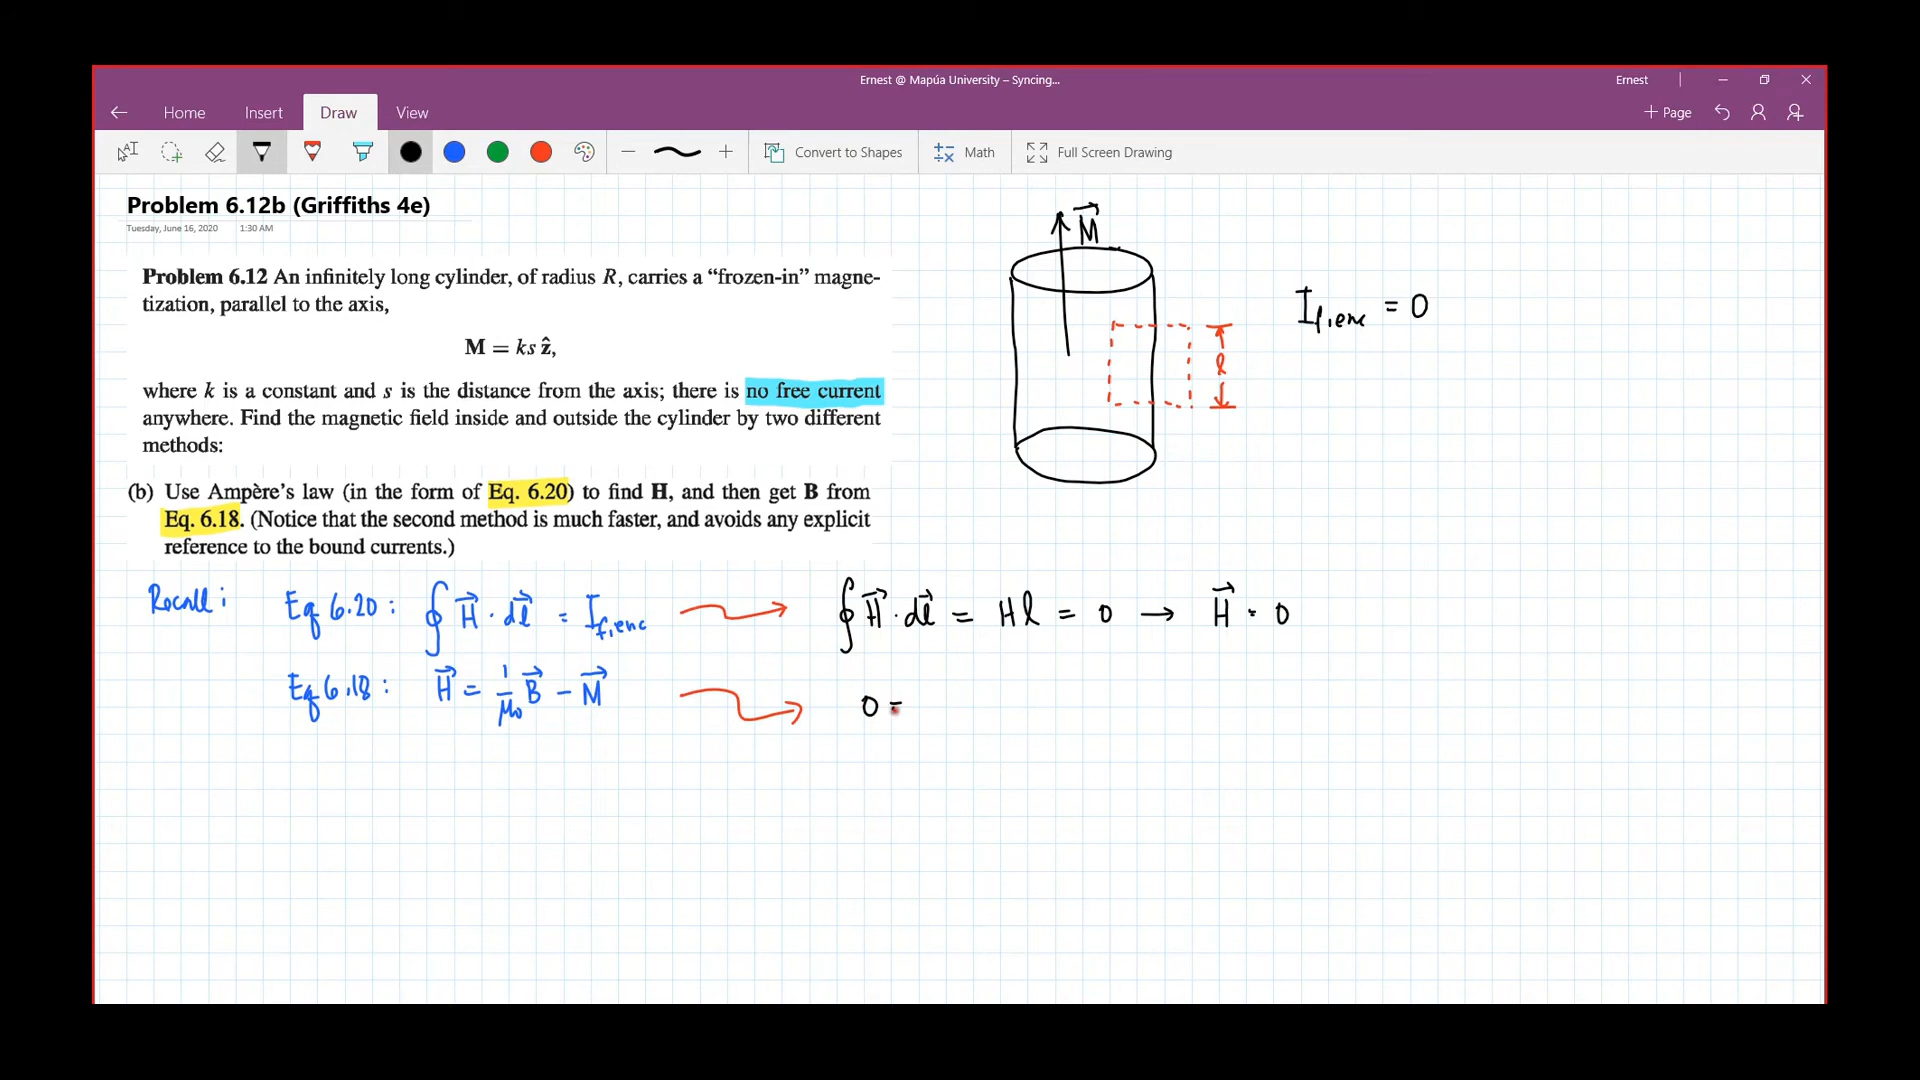 Ernest @ Mapúa University – Syncing...
Ernest
Home Insert Draw View
Page
Convert to Shapes Math Full Screen Drawing
Problem 6.12b (Griffiths 4e)
Tuesday, June 16, 2020 1:30 AM
Problem 6.12 An infinitely long cylinder, of radius R, carries a “frozen-in” magne-
tization, parallel to the axis,
M = ks ẑ,
where k is a constant and s is the distance from the axis; there is no free current
anywhere. Find the magnetic field inside and outside the cylinder by two different
methods:
(b) Use Ampère’s law (in the form of Eq. 6.20) to find H, and then get B from
Eq. 6.18. (Notice that the second method is much faster, and avoids any explicit
reference to the bound currents.)
M⃗
l
I_f,enc = 0
Recall: Eq 6.20: ∮ H⃗ · dl⃗ = I_f,enc
∮ H⃗ · dl⃗ = Hl = 0 → H⃗ = 0
Eq 6.18: H⃗ = 1/μ₀ B⃗ − M⃗
0 =